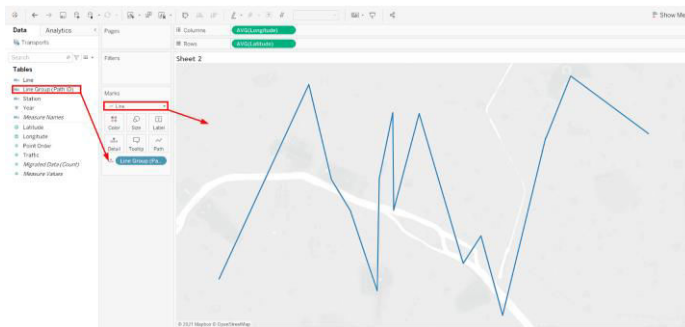 Show Me
Data
Analytics
Pages
Columns
AVG(Longitude)
Transports
Rows
AVG(Latitude)
Search
Filters
Sheet 2
Tables
Line
Line Group (Path ID)
Station
Year
Measure Names
Latitude
Longitude
Point Order
Traffic
Migrated Data (Count)
Measure Values
Marks
Line
Color
Size
Label
Detail
Tooltip
Path
Line Group (Pa..
© 2021 Mapbox © OpenStreetMap